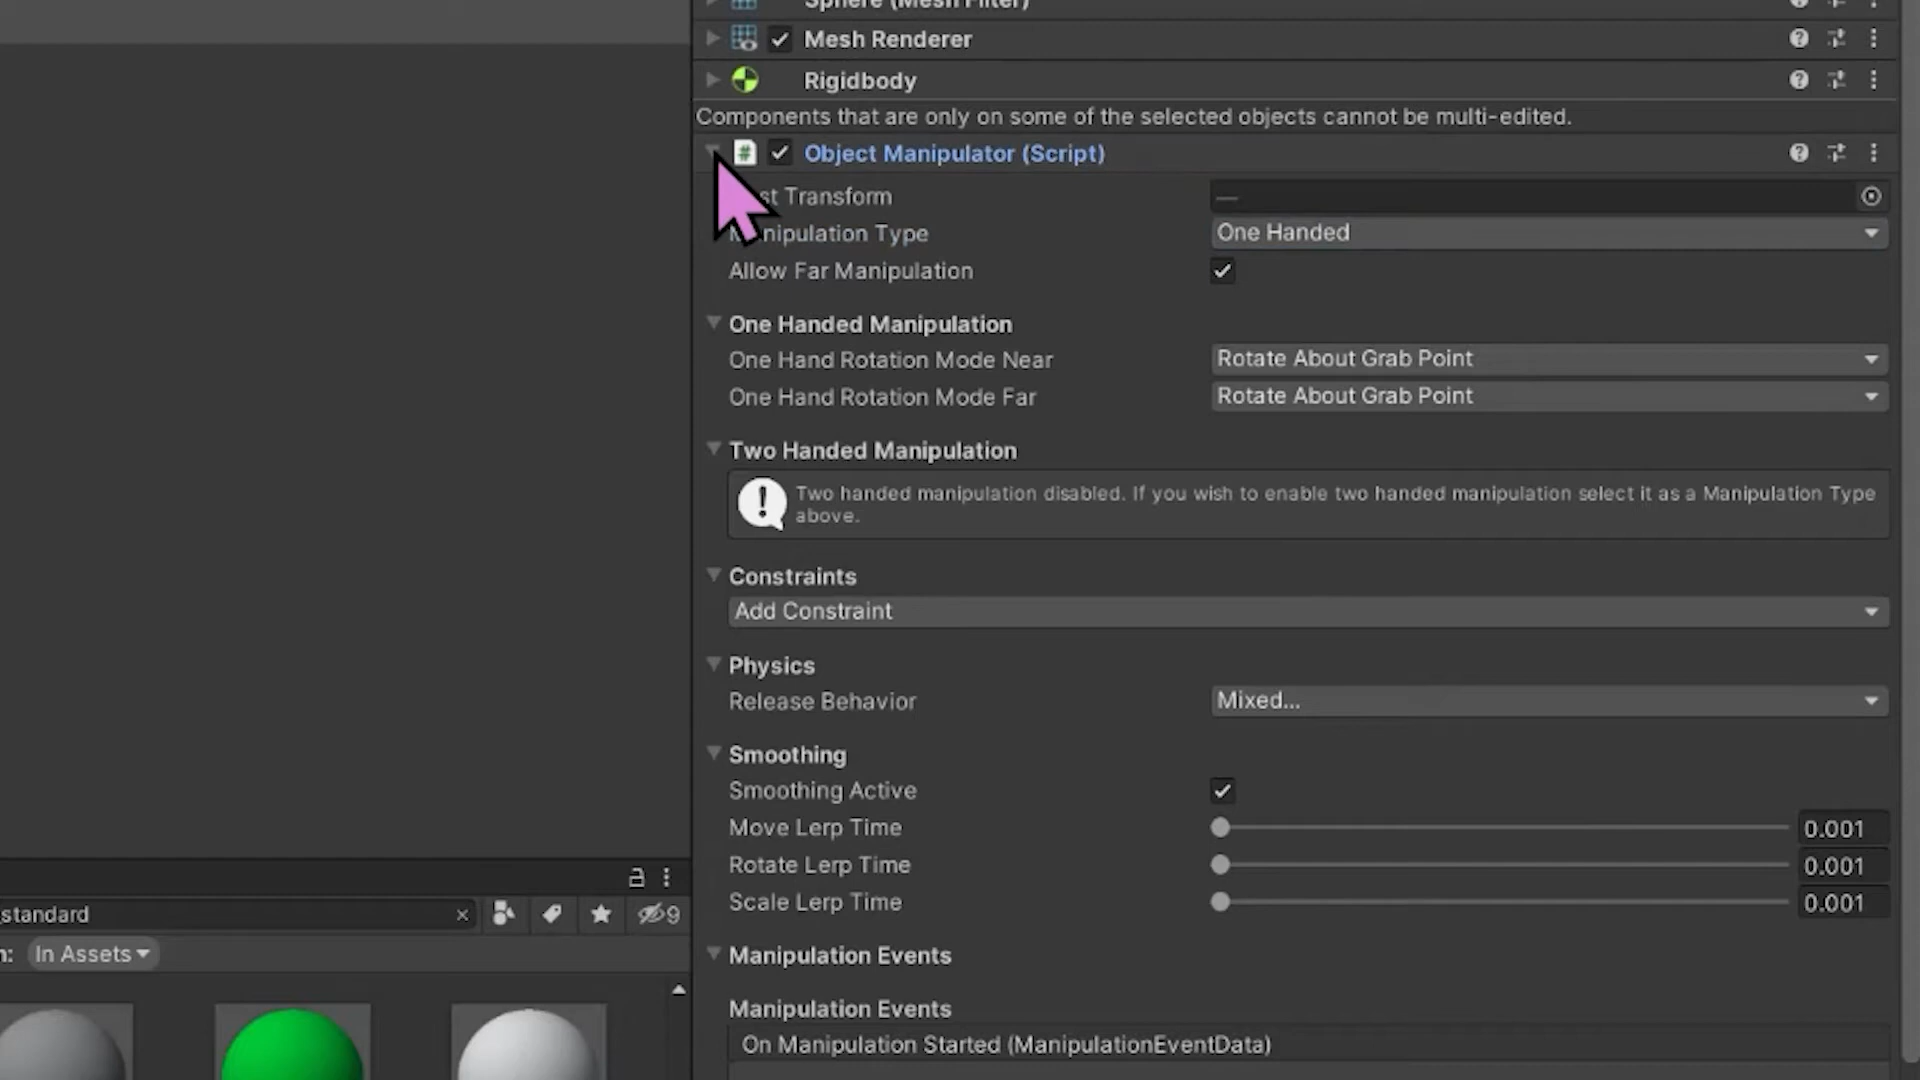 Sphere (Mesh Filter)
Mesh Renderer
Rigidbody
Components that are only on some of the selected objects cannot be multi-edited.
Object Manipulator (Script)
Transform
—
Manipulation Type
One Handed
Allow Far Manipulation
One Handed Manipulation
One Hand Rotation Mode Near
Rotate About Grab Point
One Hand Rotation Mode Far
Rotate About Grab Point
Two Handed Manipulation
Two handed manipulation disabled. If you wish to enable two handed manipulation select it as a Manipulation Type
above.
Constraints
Add Constraint
Physics
Release Behavior
Mixed...
Smoothing
Smoothing Active
Move Lerp Time
0.001
Rotate Lerp Time
0.001
Scale Lerp Time
0.001
Manipulation Events
Manipulation Events
On Manipulation Started (ManipulationEventData)
_standard
9
In Assets